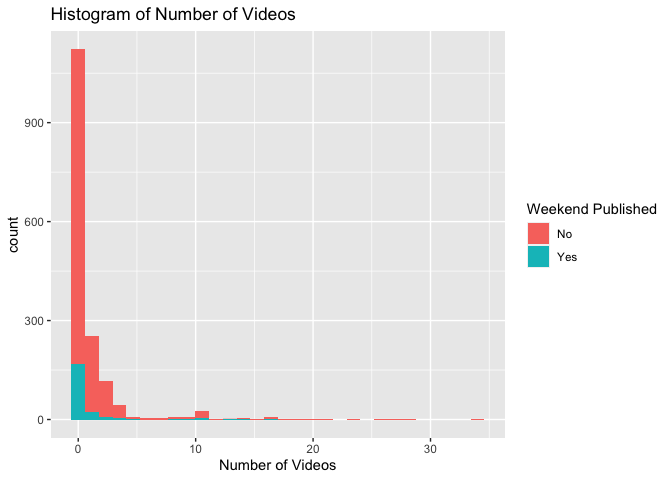 Histogram of Number of Videos
900
600
300
0
count
0 10 20 30
Number of Videos
Weekend Published
No
Yes